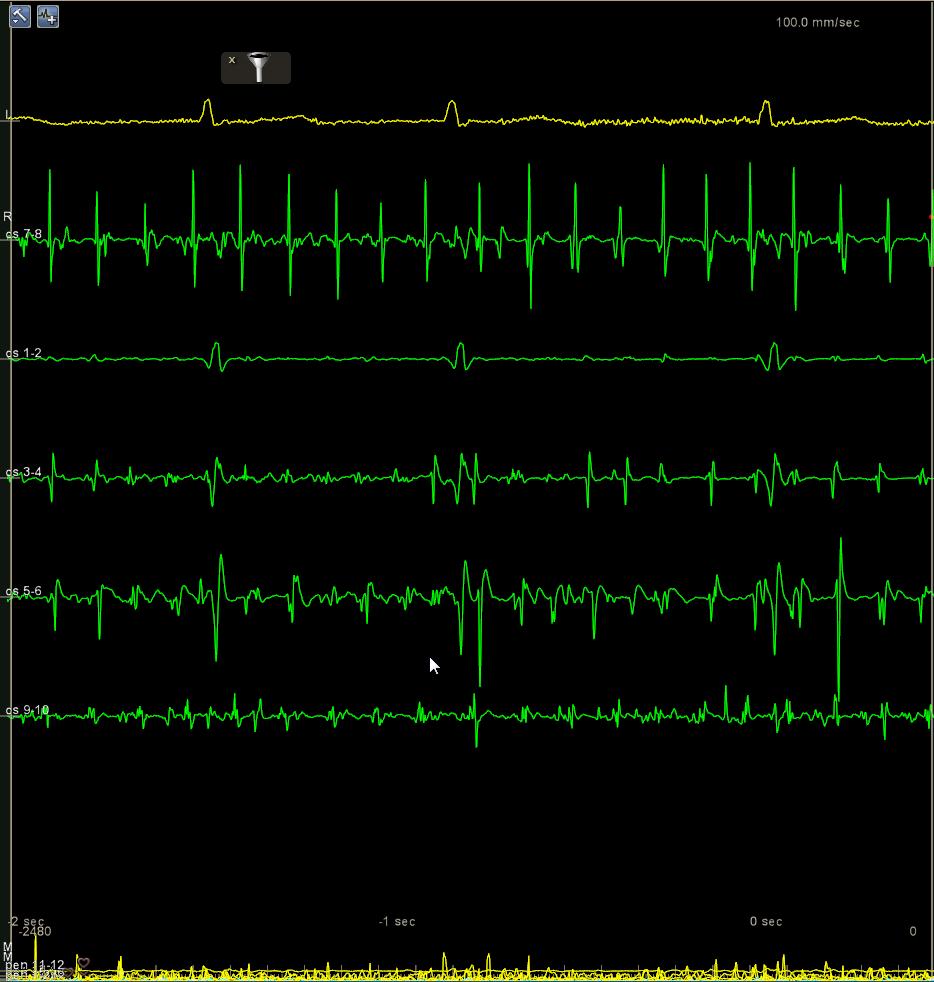 100.0 mm/sec
x
I
R
cs 7-8
cs 1-2
cs 3-4
cs 5-6
cs 9-10
-2 sec
-1 sec
0 sec
-2480
0
M
M
pen 11-12